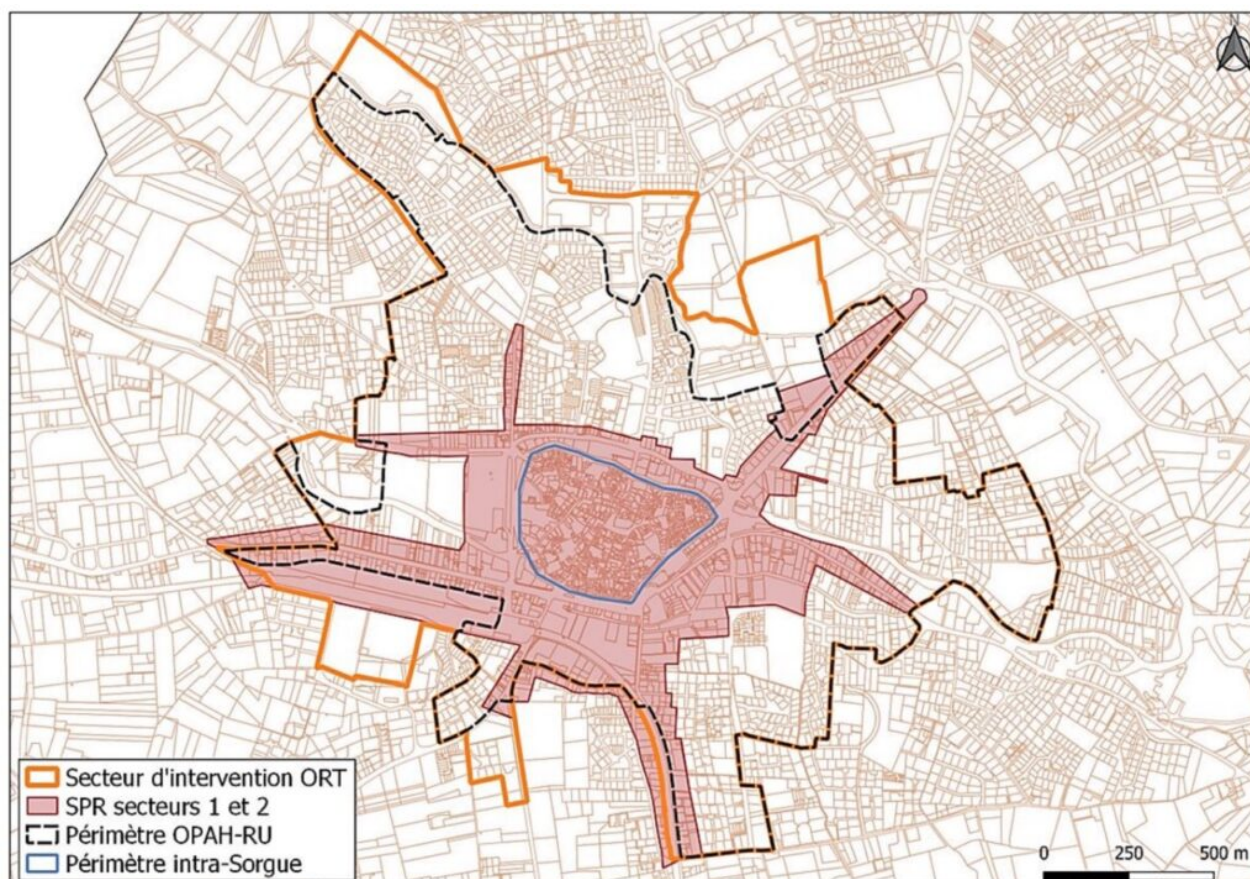 N
Secteur d'intervention ORT
SPR secteurs 1 et 2
Périmètre OPAH-RU
Périmètre intra-Sorgue
0 250 500 m